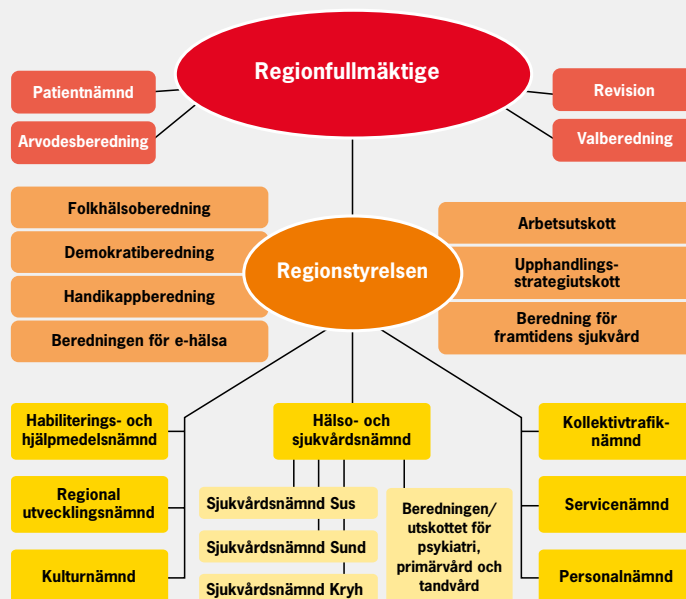 Regionfullmäktige
Patientnämnd
Arvodesberedning
Revision
Valberedning
Folkhälsoberedning
Demokratiberedning
Handikappberedning
Beredningen för e-hälsa
Regionstyrelsen
Arbetsutskott
Upphandlings-
strategiutskott
Beredning för
framtidens sjukvård
Habiliterings- och
hjälpmedelsnämnd
Regional
utvecklingsnämnd
Kulturnämnd
Hälso- och
sjukvårdsnämnd
Sjukvårdsnämnd Sus
Sjukvårdsnämnd Sund
Sjukvårdsnämnd Kryh
Beredningen/
utskottet för
psykiatri,
primärvård och
tandvård
Kollektivtrafik-
nämnd
Servicenämnd
Personalnämnd